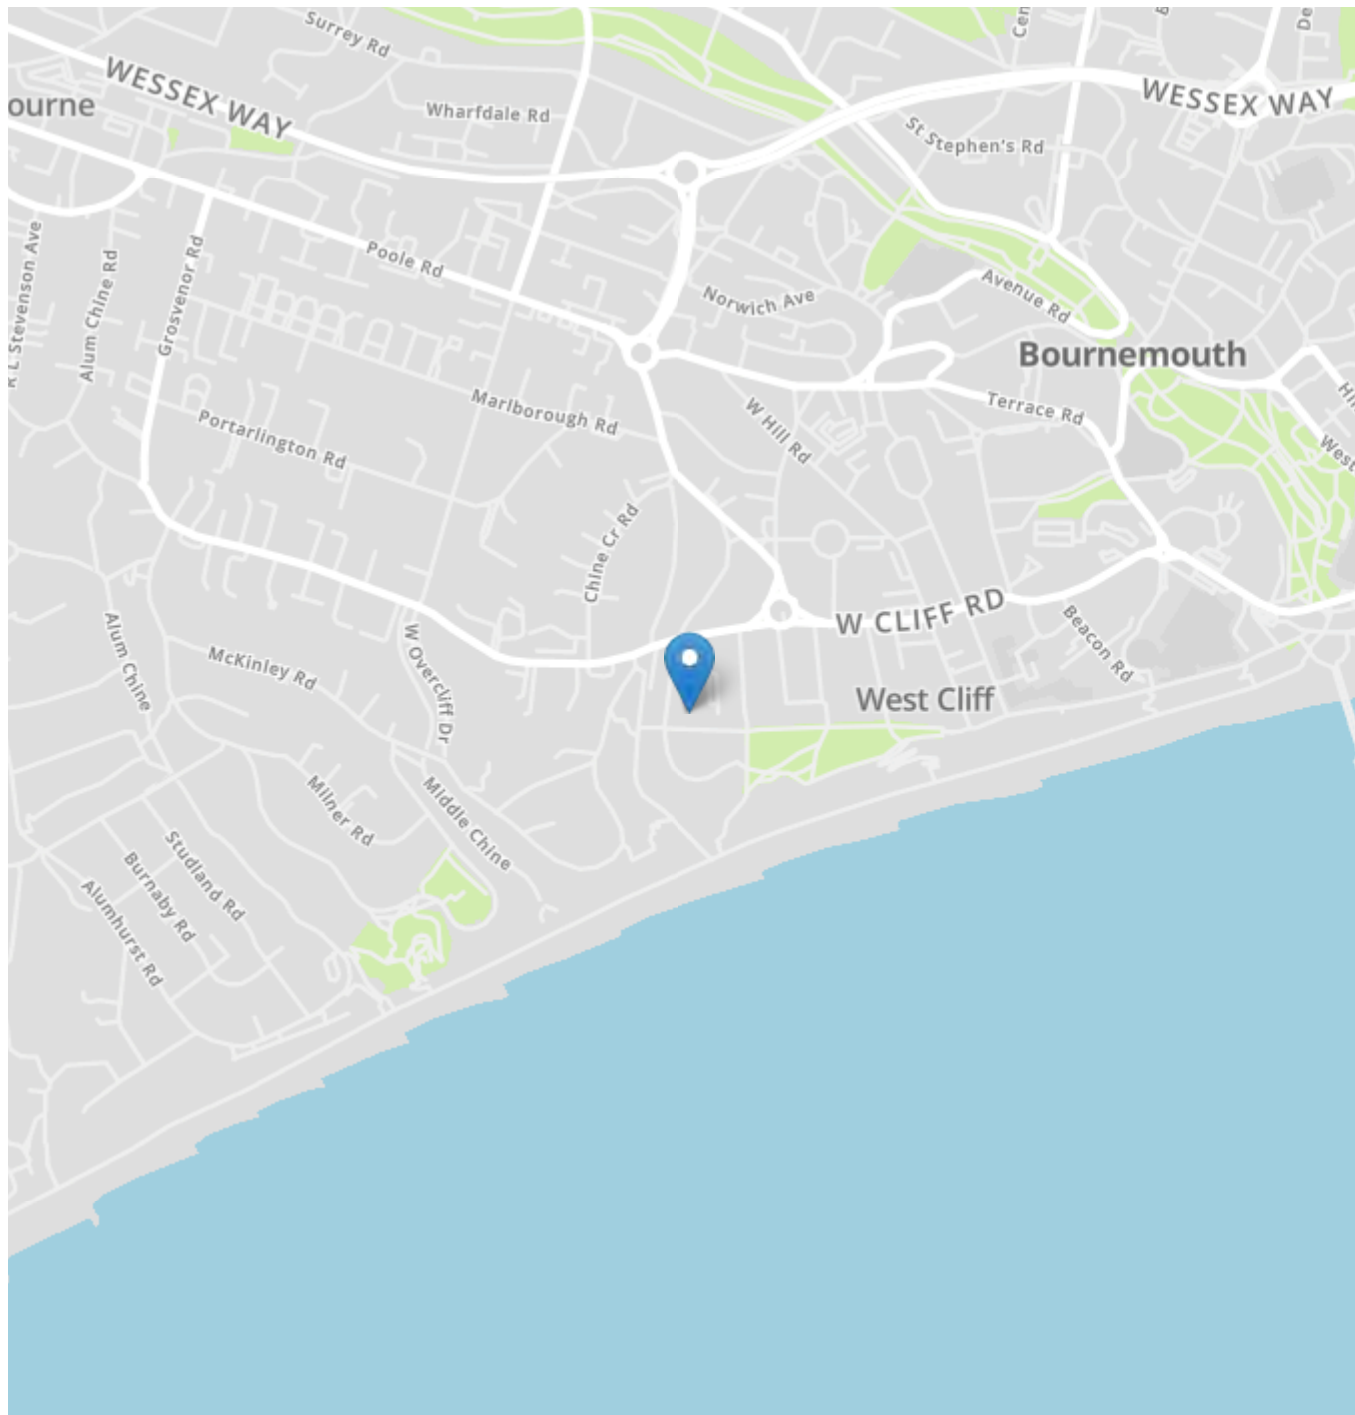 Surrey Rd
Cen
De
WESSEX WAY
WESSEX WAY
ourne
Wharfdale Rd
St Stephen's Rd
R L Stevenson Ave
Alum Chine Rd
Grosvenor Rd
Poole Rd
Norwich Ave
Avenue Rd
Bournemouth
Marlborough Rd
Terrace Rd
W Hill Rd
Portarlington Rd
West
Chine Cr Rd
W CLIFF RD
Beacon Rd
Alum Chine
McKinley Rd
W Overcliff Dr
West Cliff
Milner Rd
Middle Chine
Studland Rd
Burnaby Rd
Alumhurst Rd